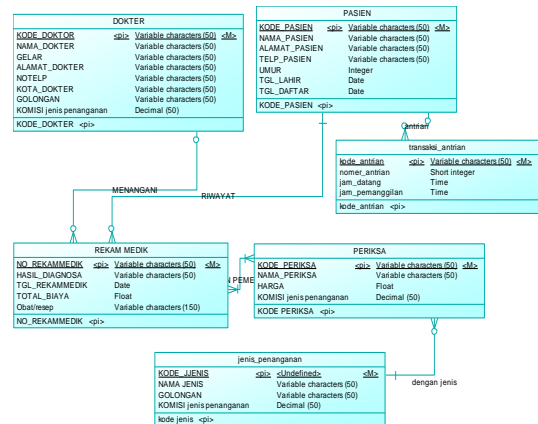 DOKTER
KODE_DOKTOR <pi> Variable characters (50) <M>
NAMA_DOKTER Variable characters (50)
GELAR Variable characters (50)
ALAMAT_DOKTER Variable characters (50)
NOTELP Variable characters (50)
KOTA_DOKTER Variable characters (50)
GOLONGAN Variable characters (50)
KOMISI jenis penanganan Decimal (50)
KODE_DOKTER <pi>
PASIEN
KODE_PASIEN <pi> Variable characters (50) <M>
NAMA_PASIEN Variable characters (50)
ALAMAT_PASIEN Variable characters (50)
TELP_PASIEN Variable characters (50)
UMUR Integer
TGL_LAHIR Date
TGL_DAFTAR Date
KODE_PASIEN <pi>
antrian
transaksi_antrian
kode_antrian <pi> Variable characters (50) <M>
nomer_antrian Short integer
jam_datang Time
jam_pemanggilan Time
kode_antrian <pi>
MENANGANI
RIWAYAT
REKAM MEDIK
NO_REKAMMEDIK <pi> Variable characters (50) <M>
HASIL_DIAGNOSA Variable characters (50)
TGL_REKAMMEDIK Date
TOTAL_BIAYA Float
Obat/resep Variable characters (150)
NO_REKAMMEDIK <pi>
N PEME
PERIKSA
KODE_PERIKSA <pi> Variable characters (50) <M>
NAMA_PERIKSA Variable characters (50)
HARGA Float
KOMISI jenis penanganan Decimal (50)
KODE PERIKSA <pi>
jenis_penanganan
KODE_JJENIS <pi> <Undefined> <M>
NAMA JENIS Variable characters (50)
GOLONGAN Variable characters (50)
KOMISI jenis penanganan Decimal (50)
kode jenis <pi>
dengan jenis